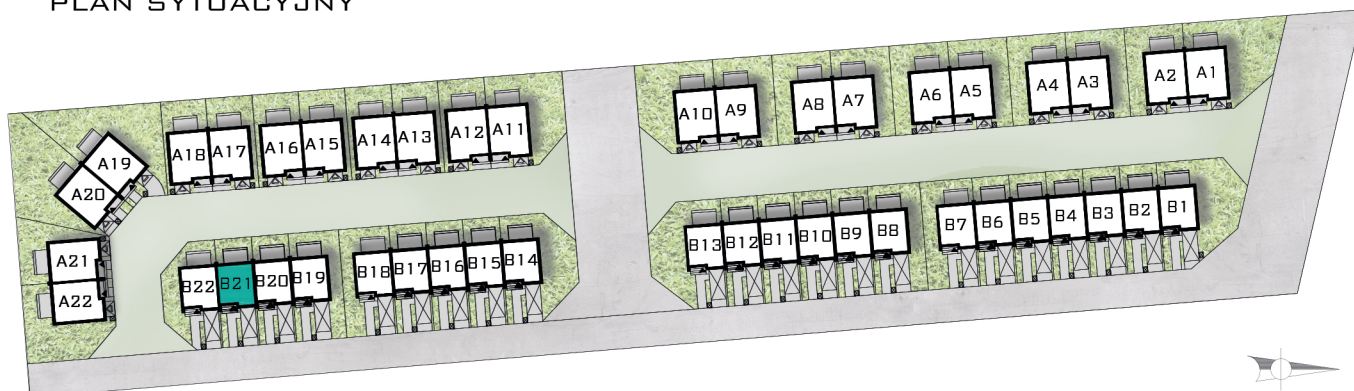 PLAN SYTUACYJNY
A2 A1
A4 A3
A6 A5
A8 A7
A10 A9
A12 A11
A14 A13
A16 A15
A18 A17
A19
A20
A21
A22
B7 B6 B5 B4 B3 B2 B1
B13 B12 B11 B10 B9 B8
B18 B17 B16 B15 B14
B22 B21 B20 B19